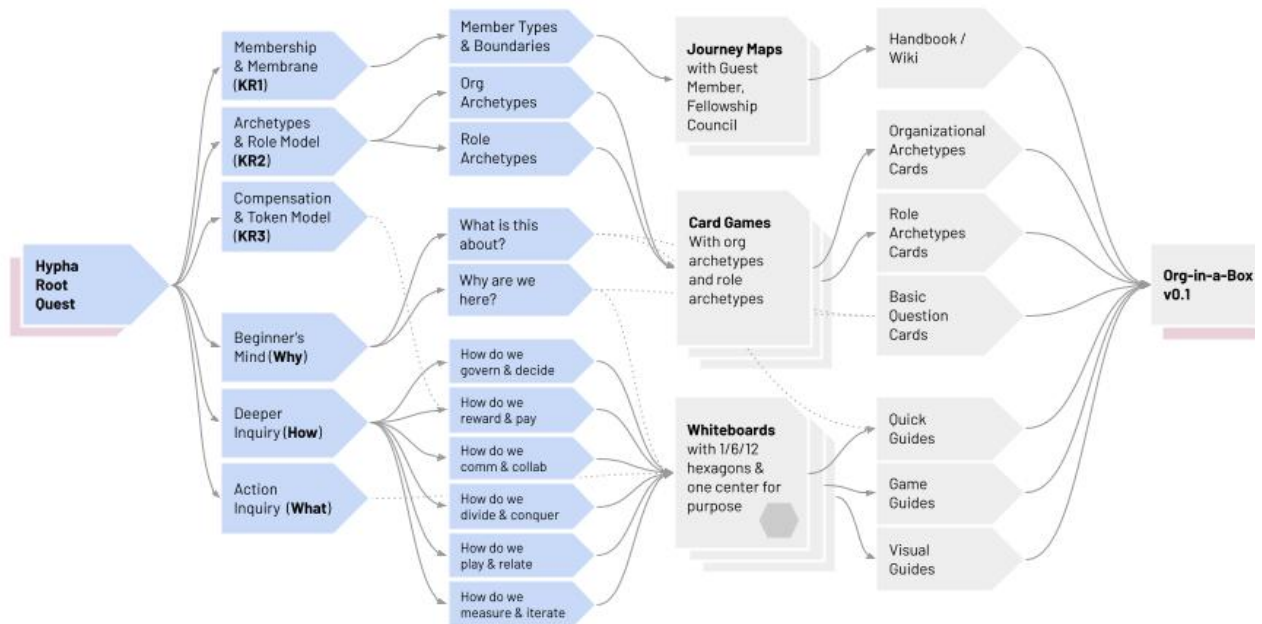 Hypha
Root
Quest
Membership
& Membrane
(KR1)
Archetypes
& Role Model
(KR2)
Compensation
& Token Model
(KR3)
Beginner's
Mind (Why)
Deeper
Inquiry (How)
Action
Inquiry (What)
Member Types
& Boundaries
Org
Archetypes
Role
Archetypes
What is this
about?
Why are we
here?
How do we
govern & decide
How do we
reward & pay
How do we
comm & collab
How do we
divide & conquer
How do we
play & relate
How do we
measure & iterate
Journey Maps
with Guest
Member,
Fellowship
Council
Card Games
With org
archetypes
and role
archetypes
Whiteboards
with 1/6/12
hexagons &
one center for
purpose
Handbook /
Wiki
Organizational
Archetypes
Cards
Role
Archetypes
Cards
Basic
Question
Cards
Quick
Guides
Game
Guides
Visual
Guides
Org-in-a-Box
v0.1